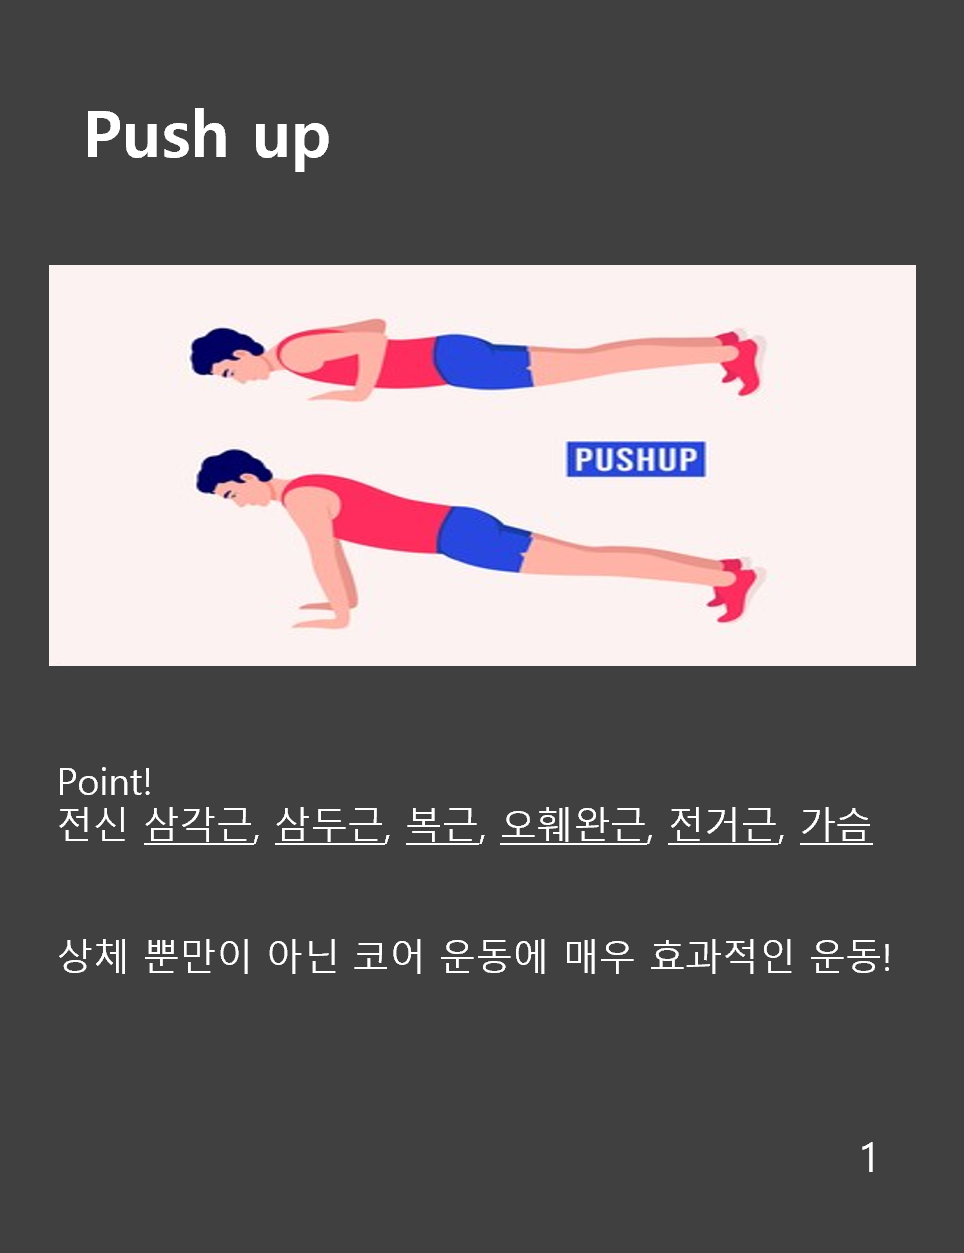 Push up
PUSHUP
Point!
전신 삼각근, 삼두근, 복근, 오훼완근, 전거근, 가슴
상체 뿐만이 아닌 코어 운동에 매우 효과적인 운동!
1